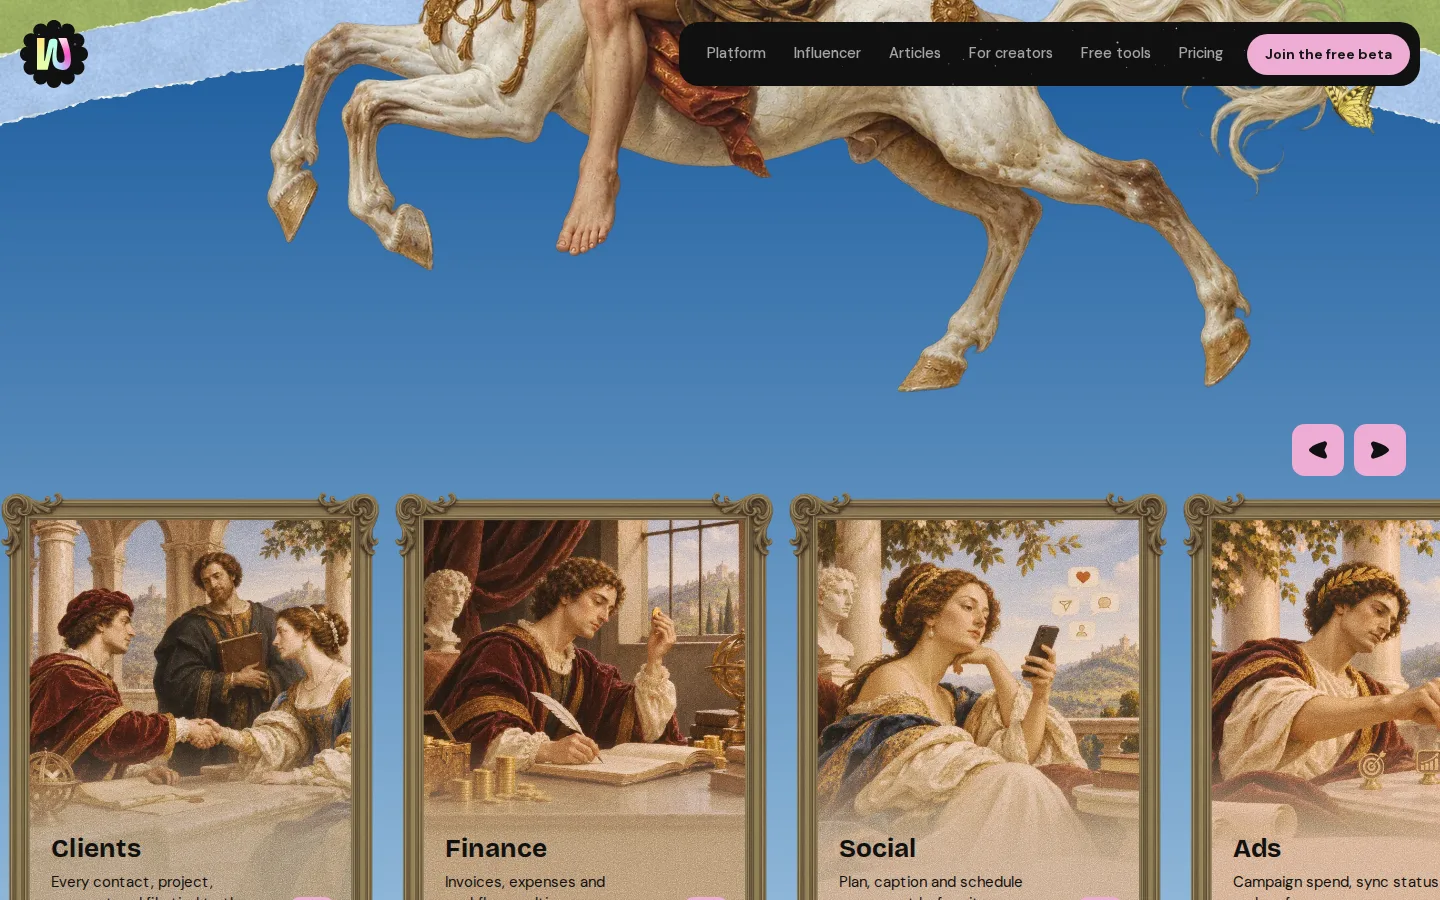 Platform
Influencer
Articles
For creators
Free tools
Pricing
Join the free beta
Clients
Every contact, project,
Finance
Invoices, expenses and
Social
Plan, caption and schedule
Ads
Campaign spend, sync status